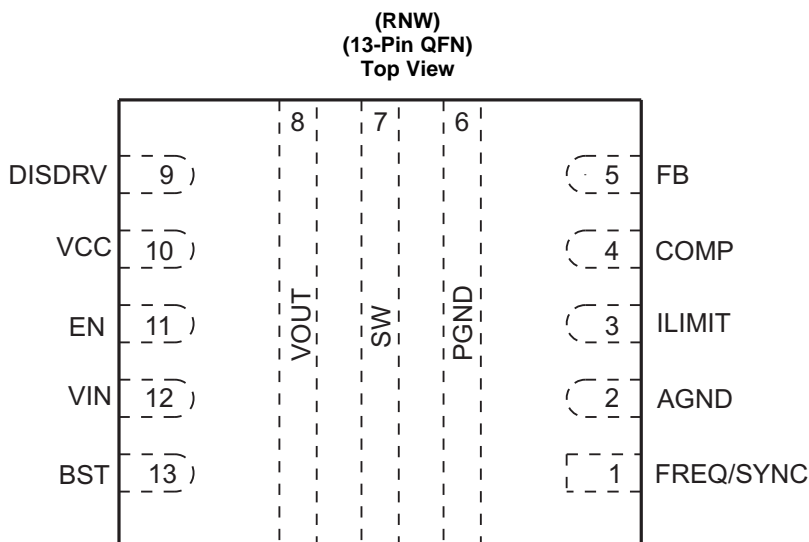 (RNW)
(13-Pin QFN)
Top View
8 7 6
DISDRV 9 5 FB
VCC 10 4 COMP
EN 11 3 ILIMIT
VOUT
SW
PGND
VIN 12 2 AGND
BST 13 1 FREQ/SYNC